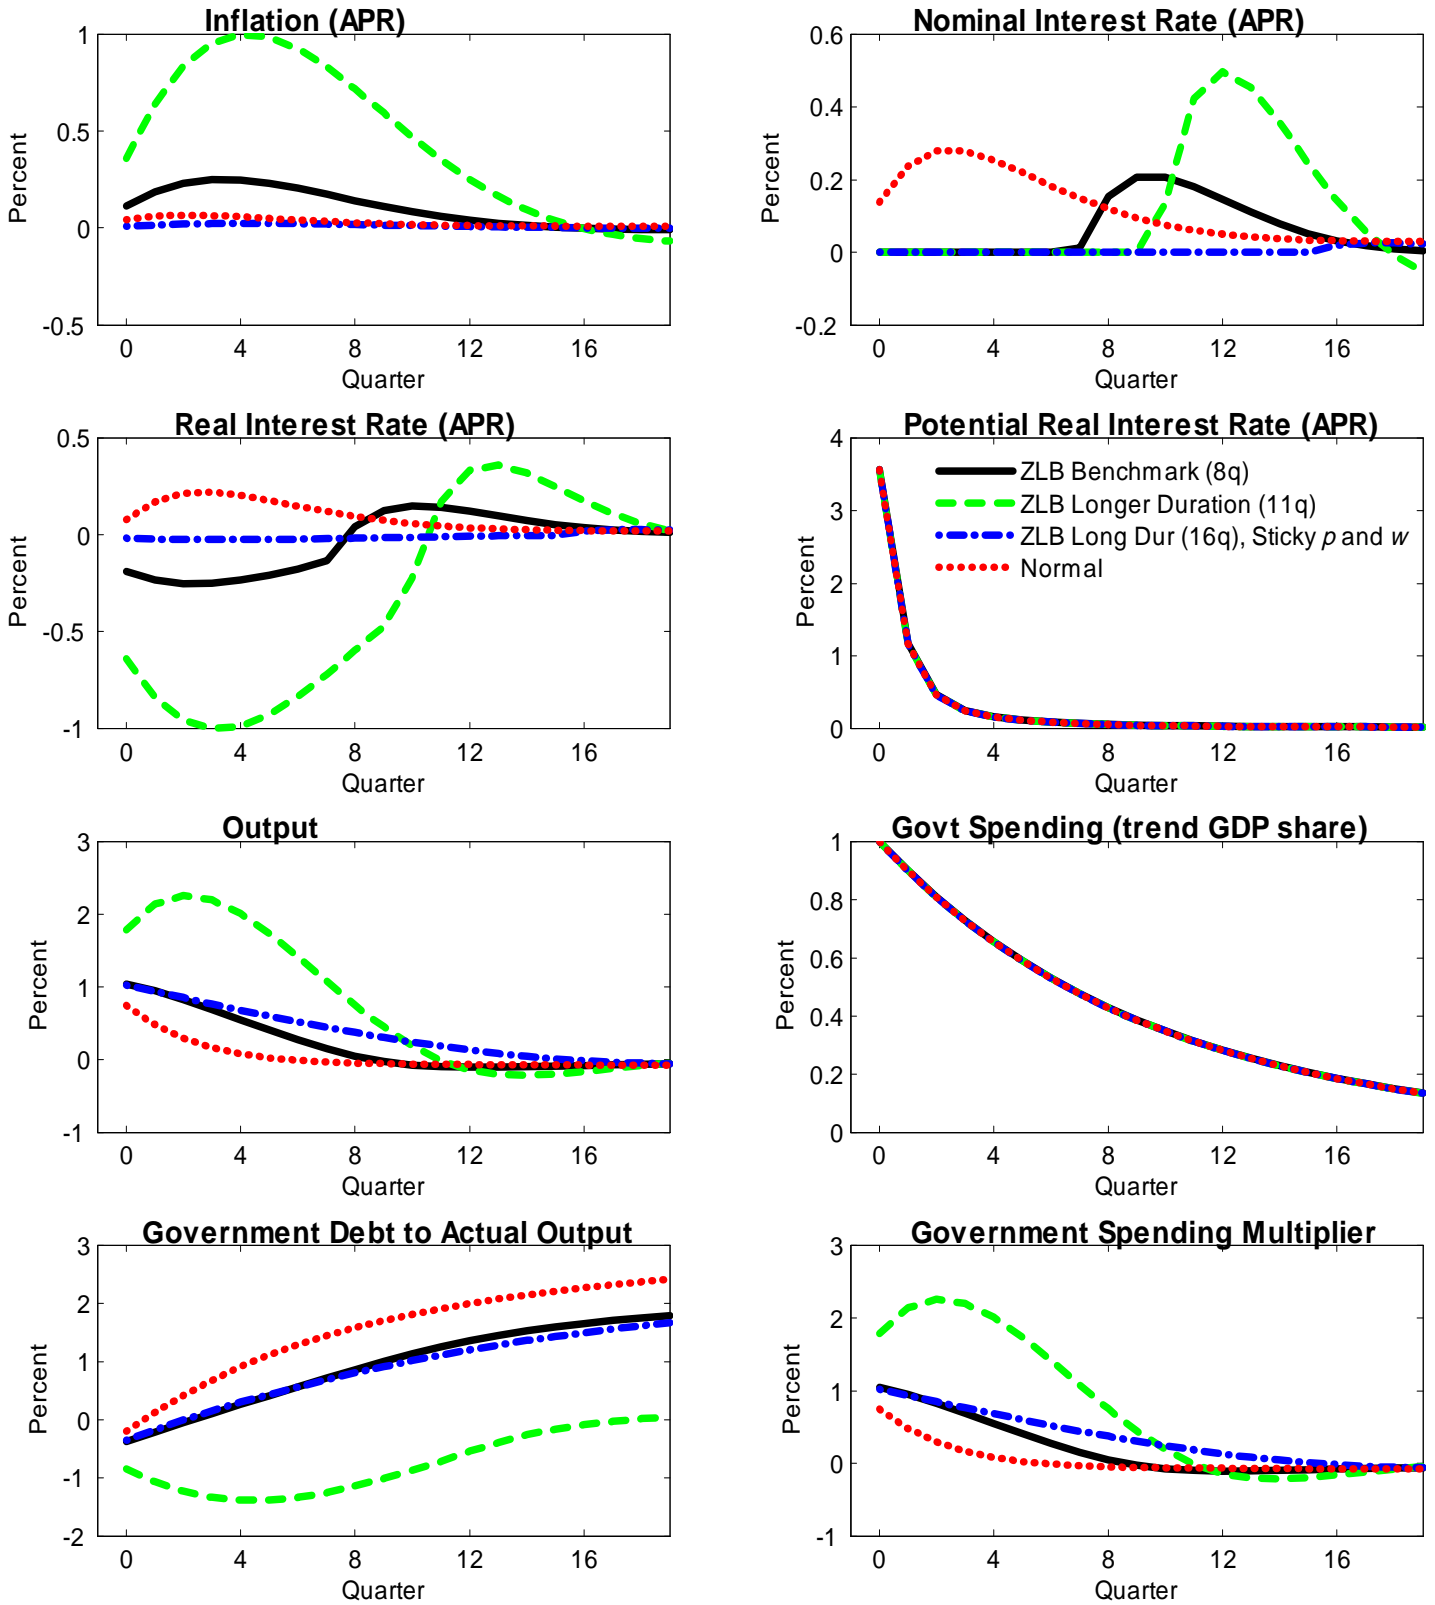 Inflation (APR)
1
0.5
0
-0.5
Percent
0 4 8 12 16
Quarter
Nominal Interest Rate (APR)
0.6
0.4
0.2
0
-0.2
Percent
0 4 8 12 16
Quarter
Real Interest Rate (APR)
0.5
0
-0.5
-1
Percent
0 4 8 12 16
Quarter
Potential Real Interest Rate (APR)
4
3
2
1
0
Percent
ZLB Benchmark (8q)
ZLB Longer Duration (11q)
ZLB Long Dur (16q), Sticky p and w
Normal
0 4 8 12 16
Quarter
Output
3
2
1
0
-1
Percent
0 4 8 12 16
Quarter
Govt Spending (trend GDP share)
1
0.8
0.6
0.4
0.2
0
Percent
0 4 8 12 16
Quarter
Government Debt to Actual Output
3
2
1
0
-1
-2
Percent
0 4 8 12 16
Quarter
Government Spending Multiplier
3
2
1
0
-1
Percent
0 4 8 12 16
Quarter